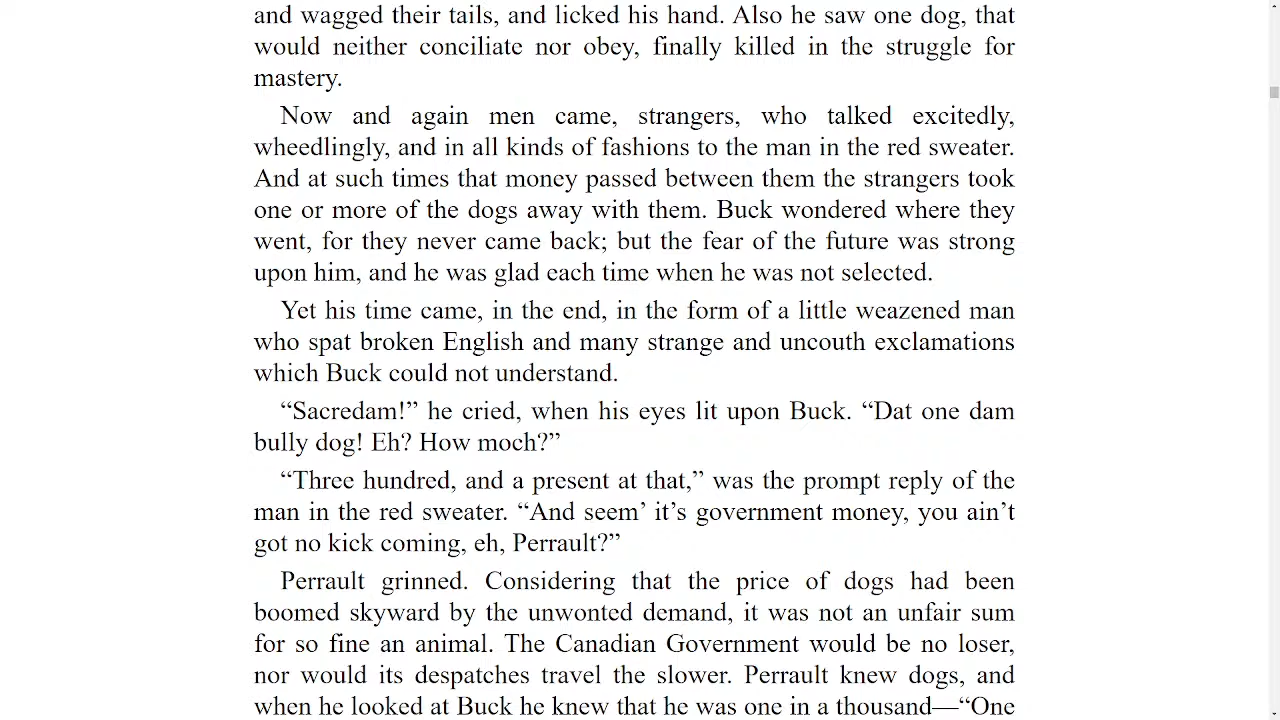 and wagged their tails, and licked his hand. Also he saw one dog, that
would neither conciliate nor obey, finally killed in the struggle for
mastery.
Now and again men came, strangers, who talked excitedly,
wheedlingly, and in all kinds of fashions to the man in the red sweater.
And at such times that money passed between them the strangers took
one or more of the dogs away with them. Buck wondered where they
went, for they never came back; but the fear of the future was strong
upon him, and he was glad each time when he was not selected.
Yet his time came, in the end, in the form of a little weazened man
who spat broken English and many strange and uncouth exclamations
which Buck could not understand.
“Sacredam!” he cried, when his eyes lit upon Buck. “Dat one dam
bully dog! Eh? How moch?”
“Three hundred, and a present at that,” was the prompt reply of the
man in the red sweater. “And seem’ it’s government money, you ain’t
got no kick coming, eh, Perrault?”
Perrault grinned. Considering that the price of dogs had been
boomed skyward by the unwonted demand, it was not an unfair sum
for so fine an animal. The Canadian Government would be no loser,
nor would its despatches travel the slower. Perrault knew dogs, and
when he looked at Buck he knew that he was one in a thousand—“One